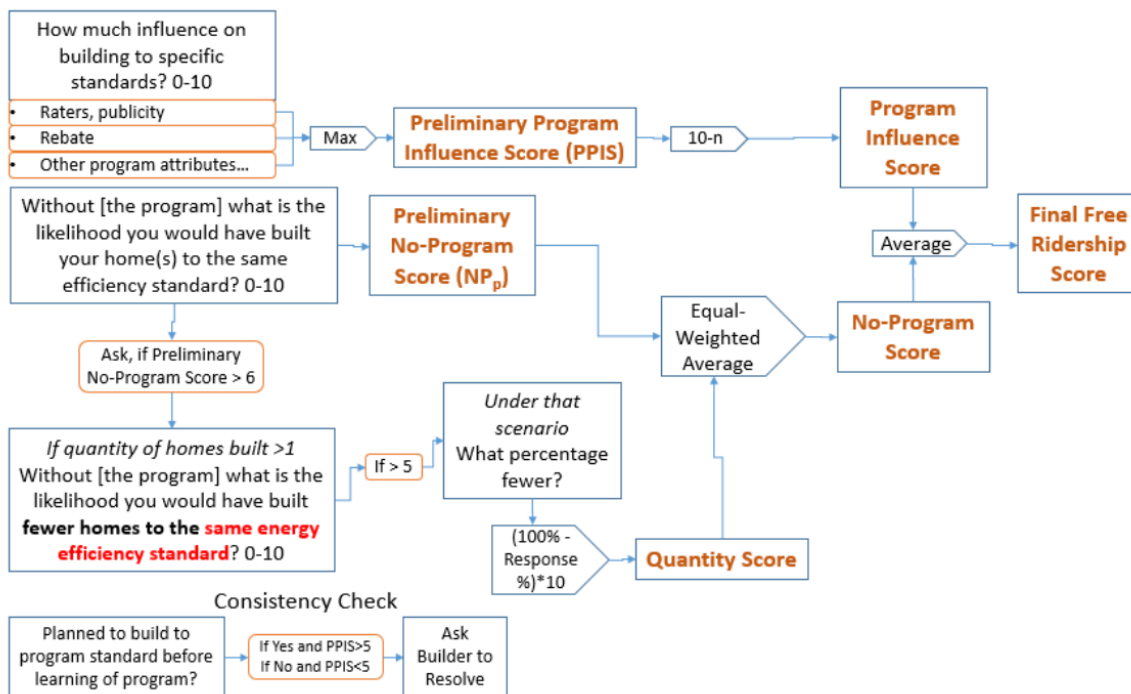 How much influence on
building to specific
standards? 0-10
• Raters, publicity
• Rebate
• Other program attributes...
Max
Preliminary Program
Influence Score (PPIS)
10-n
Program
Influence
Score
Without [the program] what is the
likelihood you would have built
your home(s) to the same
efficiency standard? 0-10
Preliminary
No-Program
Score (NPp)
Average
Final Free
Ridership
Score
Equal-
Weighted
Average
No-Program
Score
Ask, if Preliminary
No-Program Score > 6
If quantity of homes built >1
Without [the program] what is the
likelihood you would have built
fewer homes to the same energy
efficiency standard? 0-10
If > 5
Under that
scenario
What percentage
fewer?
(100% -
Response
%)*10
Quantity Score
Consistency Check
Planned to build to
program standard before
learning of program?
If Yes and PPIS>5
If No and PPIS<5
Ask
Builder to
Resolve